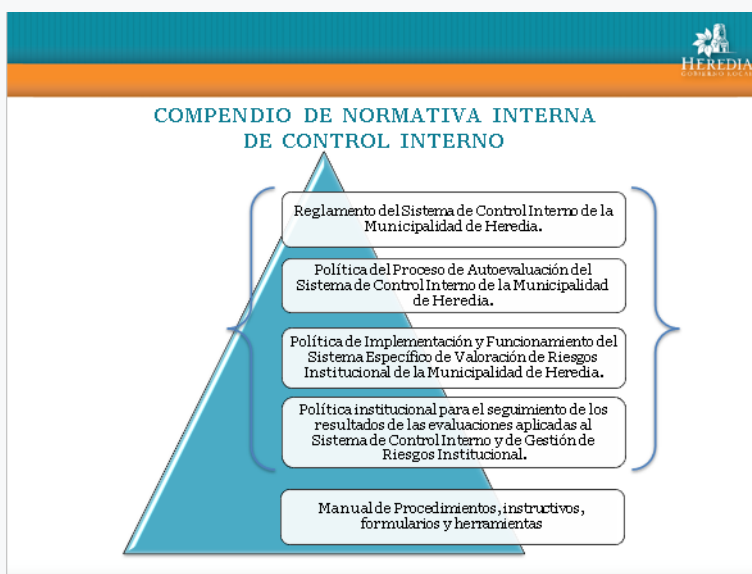 HEREDIA
GOBIERNO LOCAL
COMPENDIO DE NORMATIVA INTERNA
DE CONTROL INTERNO
Reglamento del Sistema de Control Interno de la
Municipalidad de Heredia.
Política del Proceso de Autoevaluación del
Sistema de Control Interno de la Municipalidad
de Heredia.
Política de Implementación y Funcionamiento del
Sistema Específico de Valoración de Riesgos
Institucional de la Municipalidad de Heredia.
Política institucional para el seguimiento de los
resultados de las evaluaciones aplicadas al
Sistema de Control Interno y de Gestión de
Riesgos Institucional.
Manual de Procedimientos, instructivos,
formularios y herramientas